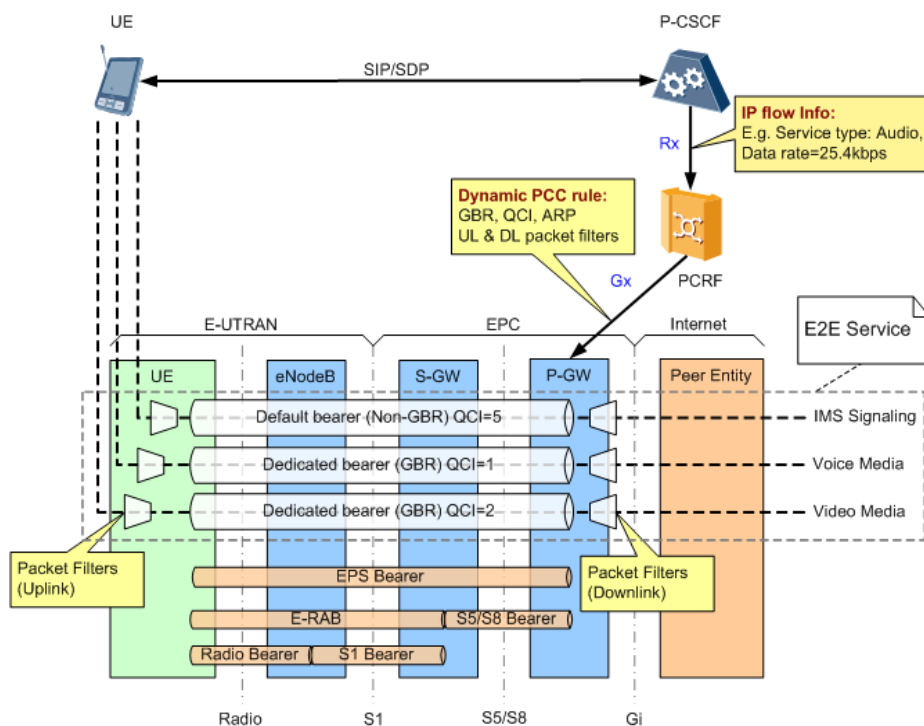 UE
P-CSCF
SIP/SDP
IP flow Info:
E.g. Service type: Audio,
Data rate=25.4kbps
Rx
Dynamic PCC rule:
GBR, QCI, ARP
UL & DL packet filters
Gx
PCRF
E-UTRAN
EPC
Internet
E2E Service
UE
eNodeB
S-GW
P-GW
Peer Entity
Default bearer (Non-GBR) QCI=5
IMS Signaling
Dedicated bearer (GBR) QCI=1
Voice Media
Dedicated bearer (GBR) QCI=2
Video Media
Packet Filters
(Uplink)
Packet Filters
(Downlink)
EPS Bearer
E-RAB
S5/S8 Bearer
Radio Bearer
S1 Bearer
Radio
S1
S5/S8
Gi